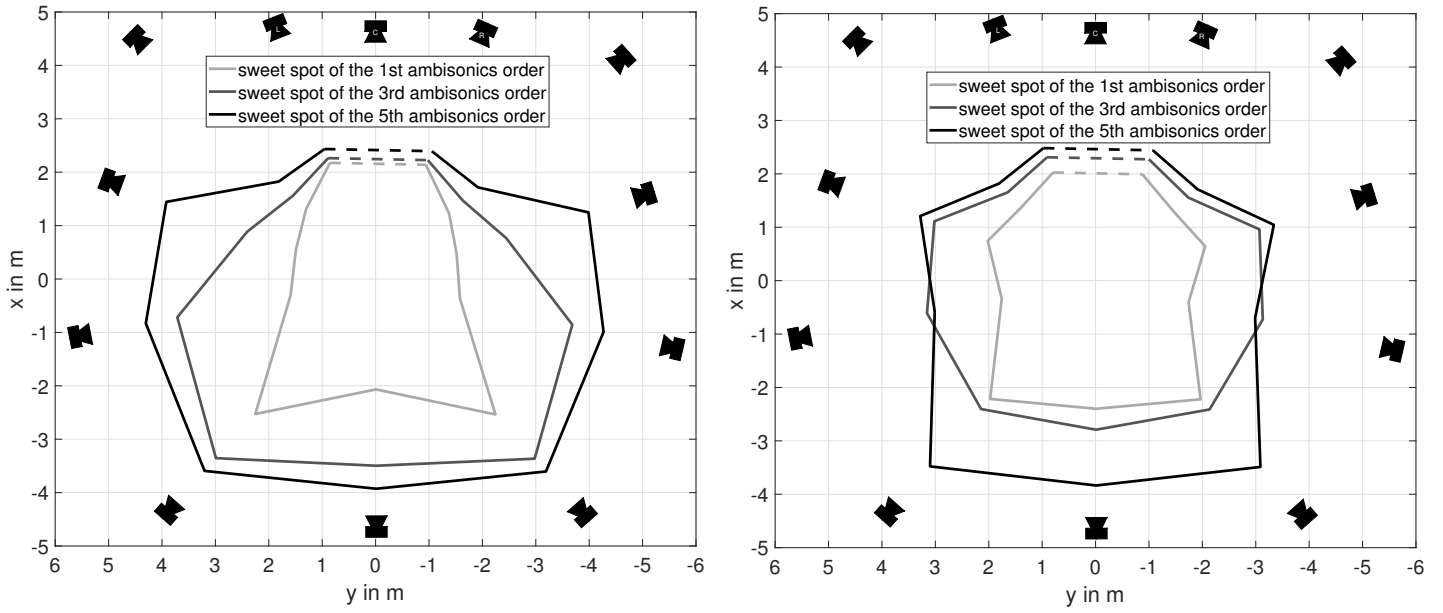 5
4
3
2
1
0
-1
-2
-3
-4
-5
x in m
L
C
R
sweet spot of the 1st ambisonics order
sweet spot of the 3rd ambisonics order
sweet spot of the 5th ambisonics order
6 5 4 3 2 1 0 -1 -2 -3 -4 -5 -6
y in m
5
4
3
2
1
0
-1
-2
-3
-4
-5
x in m
L
C
R
sweet spot of the 1st ambisonics order
sweet spot of the 3rd ambisonics order
sweet spot of the 5th ambisonics order
6 5 4 3 2 1 0 -1 -2 -3 -4 -5 -6
y in m